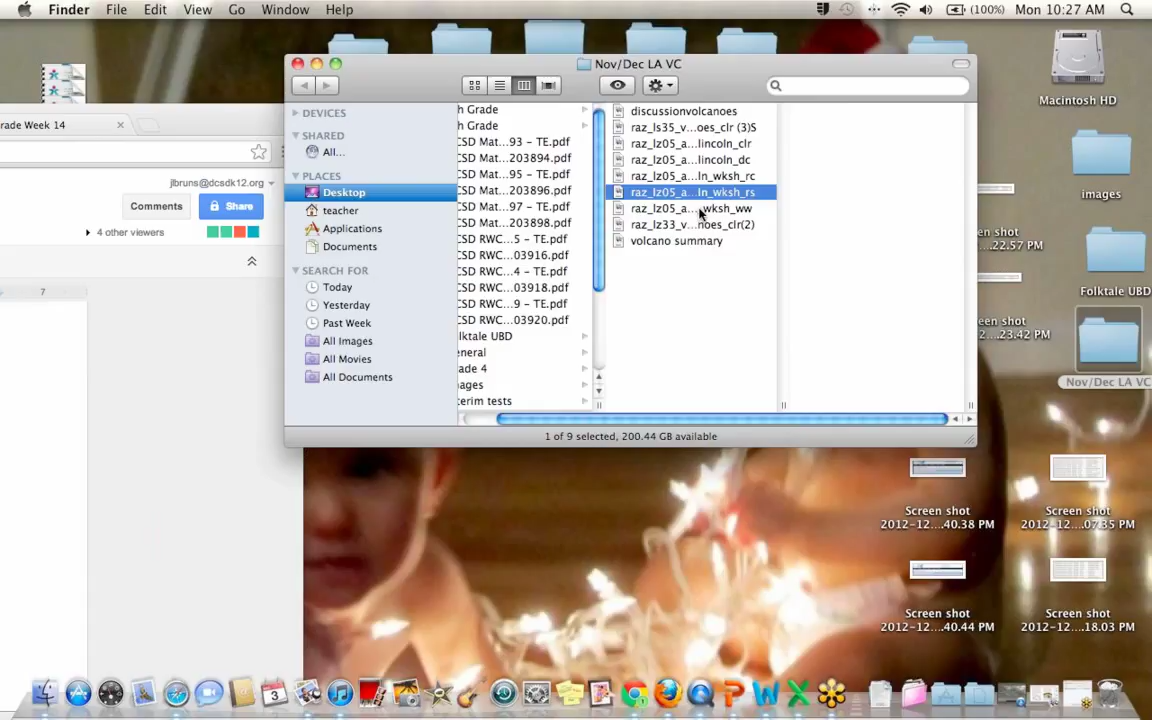 Finder File Edit View Go Window Help (100%) Mon 10:27 AM
Nov/Dec LA VC
Macintosh HD
images
Folktale UBD
Nov/Dec LA VC
DEVICES
SHARED
All...
PLACES
Desktop
teacher
Applications
Documents
SEARCH FOR
Today
Yesterday
Past Week
All Images
All Movies
All Documents
h Grade
h Grade
CSD Mat...93 – TE.pdf
CSD Mat...203894.pdf
CSD Mat...95 – TE.pdf
CSD Mat...203896.pdf
CSD Mat...97 – TE.pdf
CSD Mat...203898.pdf
CSD RWC...5 – TE.pdf
CSD RWC...03916.pdf
CSD RWC...4 – TE.pdf
CSD RWC...03918.pdf
CSD RWC...9 – TE.pdf
CSD RWC...03920.pdf
lktale UBD
eneral
ade 4
ages
terim tests
discussionvolcanoes
raz_ls35_v...oes_clr (3)S
raz_lz05_a...lincoln_clr
raz_lz05_a...lincoln_dc
raz_lz05_a...ln_wksh_rc
raz_lz05_a...ln_wksh_rs
raz_lz05_a... wksh_ww
raz_lz33_v...noes_clr(2)
volcano summary
1 of 9 selected, 200.44 GB available
rade Week 14
jlbruns@dcsdk12.org
Comments Share
4 other viewers
7
een shot
...22.57 PM
een shot
...23.42 PM
Screen shot
2012-12....40.38 PM
Screen shot
2012-12....07.35 PM
Screen shot
2012-12....40.44 PM
Screen shot
2012-12....18.03 PM
3